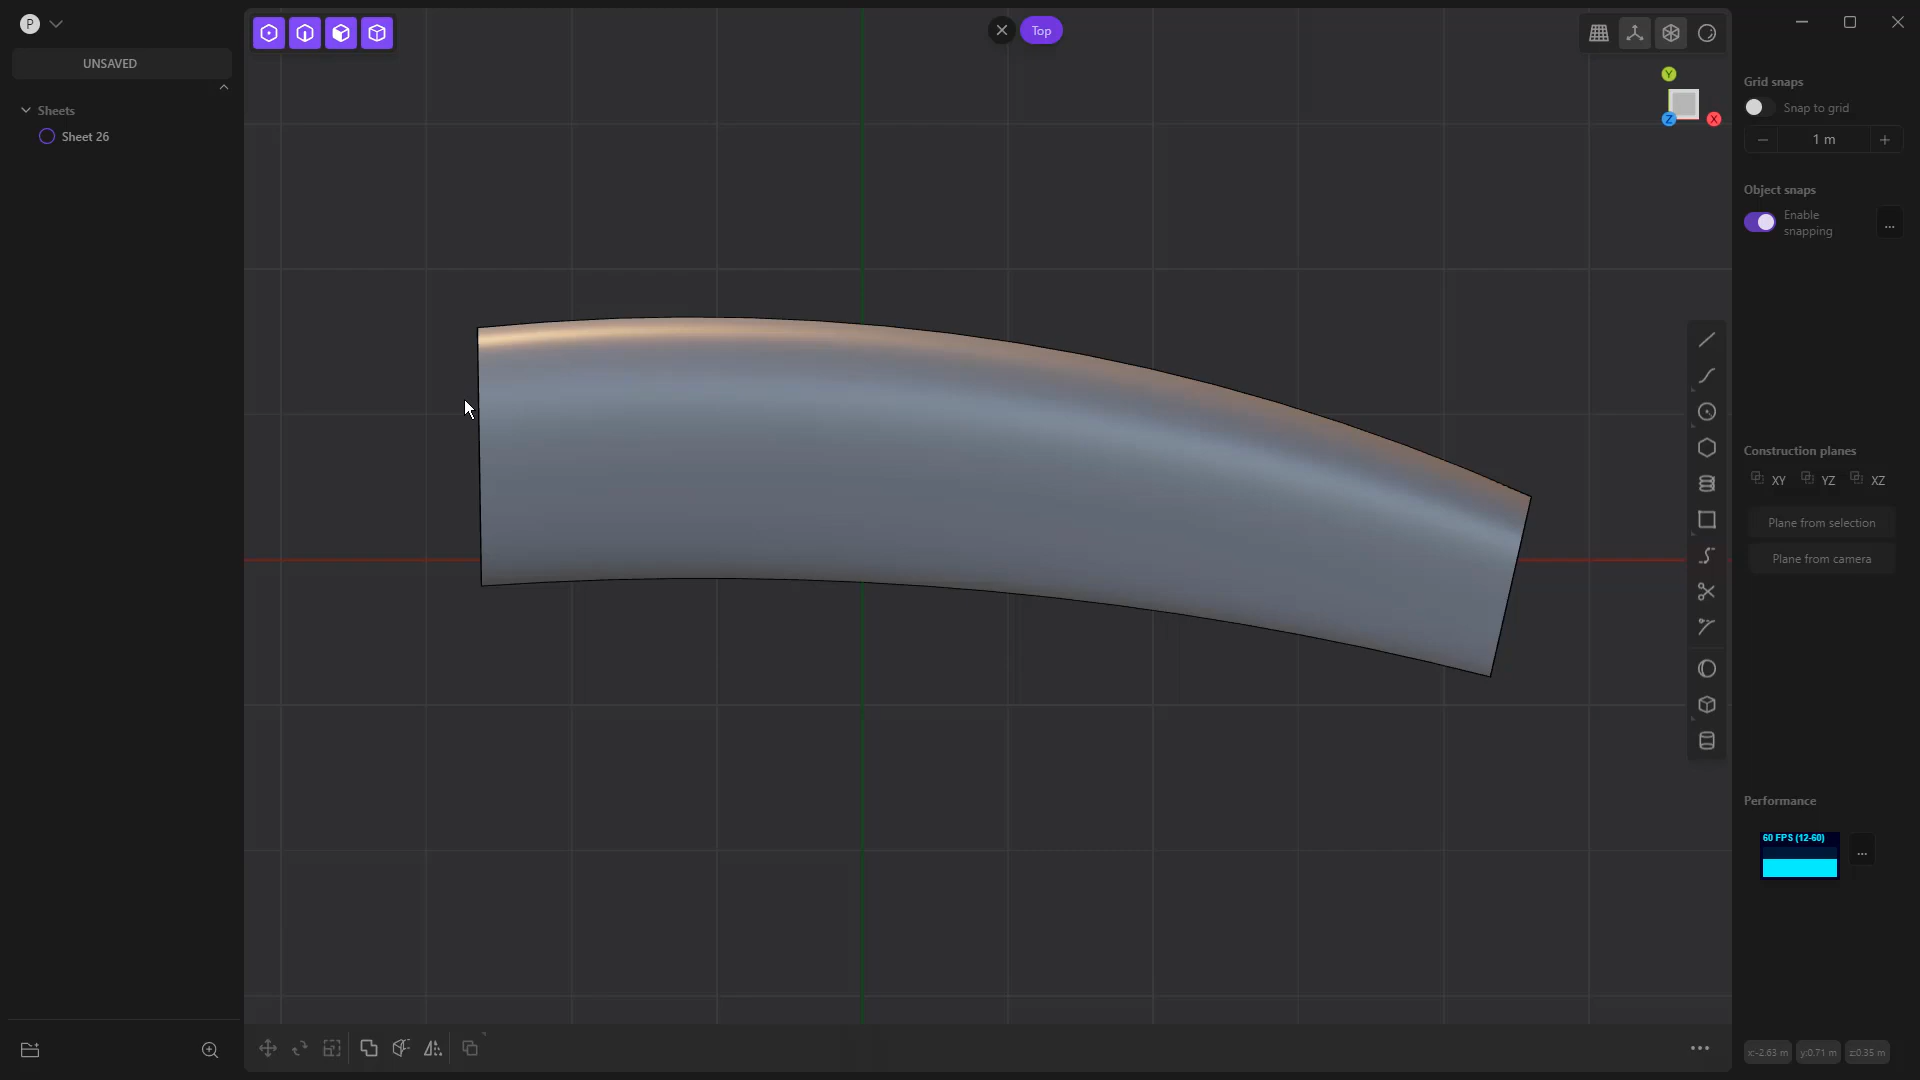 P
UNSAVED
Sheets
Sheet 26
Top
Y
Z
X
Grid snaps
Snap to grid
1 m
Object snaps
Enable
snapping
...
Construction planes
XY
YZ
XZ
Plane from selection
Plane from camera
Performance
60 FPS (12-60)
...
x:-2.63 m
y:0.71 m
z:0.35 m